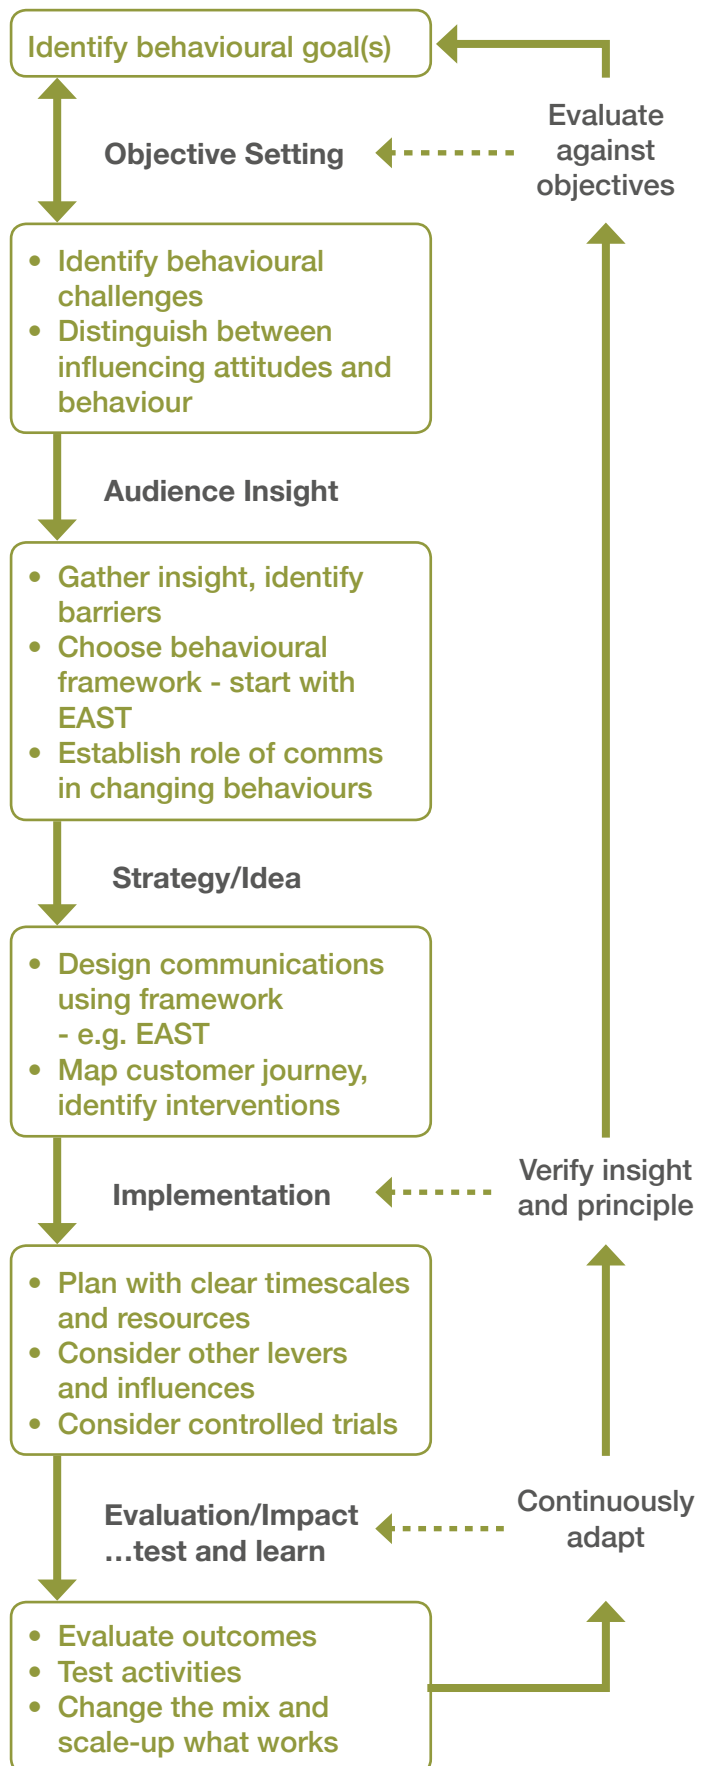 Identify behavioural goal(s)
Evaluate
against
objectives
Objective Setting
• Identify behavioural
challenges
• Distinguish between
influencing attitudes and
behaviour
Audience Insight
• Gather insight, identify
barriers
• Choose behavioural
framework - start with
EAST
• Establish role of comms
in changing behaviours
Strategy/Idea
• Design communications
using framework
- e.g. EAST
• Map customer journey,
identify interventions
Implementation
Verify insight
and principle
• Plan with clear timescales
and resources
• Consider other levers
and influences
• Consider controlled trials
Evaluation/Impact
...test and learn
Continuously
adapt
• Evaluate outcomes
• Test activities
• Change the mix and
scale-up what works